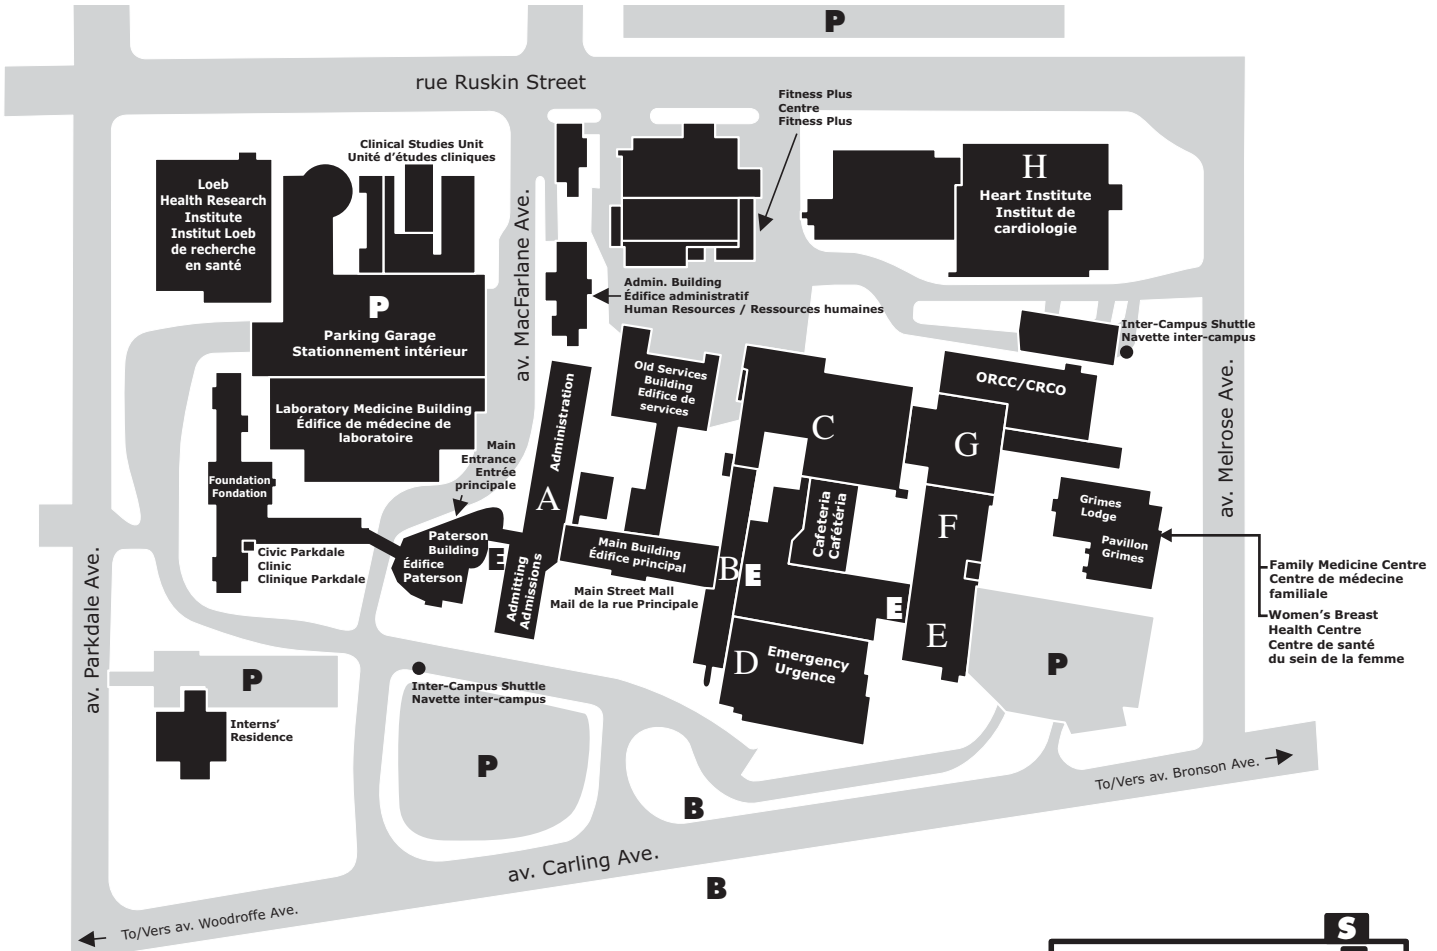 P
rue Ruskin Street
Fitness Plus
Centre
Fitness Plus
Clinical Studies Unit
Unité d'études cliniques
Loeb
Health Research
Institute
Institut Loeb
de recherche
en santé
H
Heart Institute
Institut de
cardiologie
av. MacFarlane Ave.
Admin. Building
Édifice administratif
Human Resources / Ressources humaines
P
Parking Garage
Stationnement intérieur
Inter-Campus Shuttle
Navette inter-campus
Old Services
Building
Edifice de
services
ORCC/CRCO
Administration
Laboratory Medicine Building
Édifice de médecine de
laboratoire
C
G
av. Melrose Ave.
Main
Entrance
Entrée
principale
Foundation
Fondation
A
Cafeteria
Cafétéria
F
Grimes
Lodge
Pavillon
Grimes
Paterson
Building
Édifice
Paterson
E
Main Building
Édifice principal
Civic Parkdale
Clinic
Clinique Parkdale
Admitting
Admissions
Main Street Mall
Mail de la rue Principale
B
E
E
E
Family Medicine Centre
Centre de médecine
familiale
Women's Breast
Health Centre
Centre de santé
du sein de la femme
av. Parkdale Ave.
D
Emergency
Urgence
P
P
Inter-Campus Shuttle
Navette inter-campus
Interns'
Residence
P
To/Vers av. Bronson Ave.
B
av. Carling Ave.
B
To/Vers av. Woodroffe Ave.
S